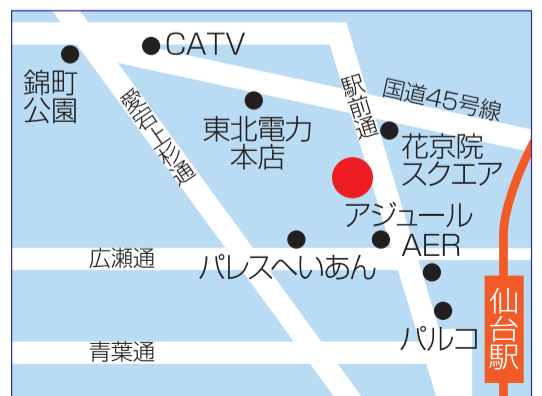 CATV
錦町
公園
愛宕上杉通
東北電力
本店
駅前通
国道45号線
花京院
スクエア
アジュール
AER
パレスへいあん
広瀬通
仙台駅
パルコ
青葉通